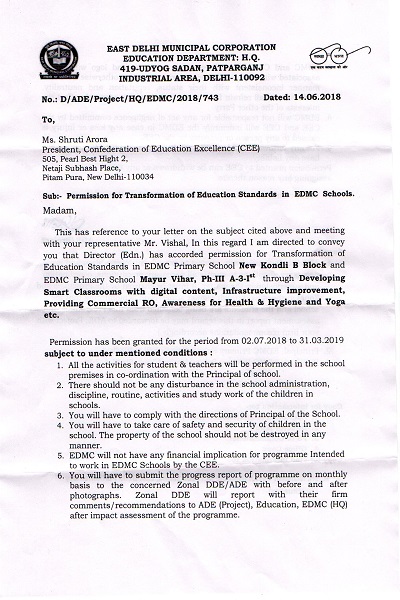 EAST DELHI MUNICIPAL CORPORATION
EDUCATION DEPARTMENT: H.Q.
419-UDYOG SADAN, PATPARGANJ
INDUSTRIAL AREA, DELHI-110092
No.: D/ADE/Project/HQ/EDMC/2018/743 Dated: 14.06.2018
To,
Ms. Shruti Arora
President, Confederation of Education Excellence (CEE)
505, Pearl Best Hight 2,
Netaji Subhash Place,
Pitam Pura, New Delhi-110034
Sub:- Permission for Transformation of Education Standards in EDMC Schools.
Madam,
This has reference to your letter on the subject cited above and meeting
with your representative Mr. Vishal, In this regard I am directed to convey
you that Director (Edn.) has accorded permission for Transformation of
Education Standards in EDMC Primary School New Kondli B Block and
EDMC Primary School Mayur Vihar, Ph-III A-3-Ist through Developing
Smart Classrooms with digital content, Infrastructure improvement,
Providing Commercial RO, Awareness for Health & Hygiene and Yoga
etc.
Permission has been granted for the period from 02.07.2018 to 31.03.2019
subject to under mentioned conditions :
1. All the activities for student & teachers will be performed in the school
premises in co-ordination with the Principal of school.
2. There should not be any disturbance in the school administration,
discipline, routine, activities and study work of the children in
schools.
3. You will have to comply with the directions of Principal of the School.
4. You will have to take care of safety and security of children in the
school. The property of the school should not be destroyed in any
manner.
5. EDMC will not have any financial implication for programme Intended
to work in EDMC Schools by the CEE.
6. You will have to submit the progress report of programme on monthly
basis to the concerned Zonal DDE/ADE with before and after
photographs. Zonal DDE will report with their firm
comments/recommendations to ADE (Project), Education, EDMC (HQ)
after impact assessment of the programme.